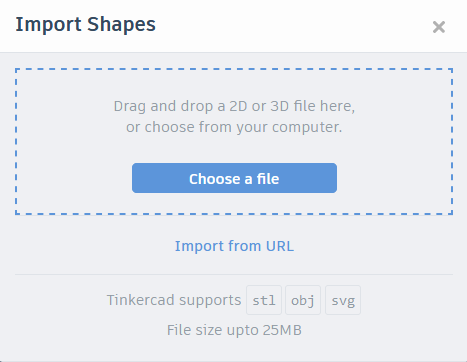 Import Shapes
Drag and drop a 2D or 3D file here,
or choose from your computer.
Choose a file
Import from URL
Tinkercad supports stl obj svg
File size upto 25MB